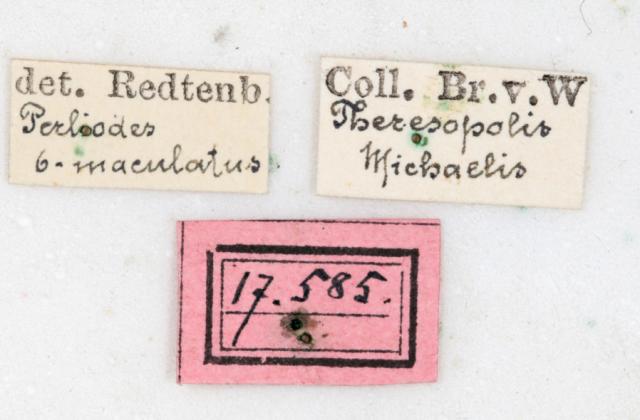 det. Redtenb.
Perliodes
6-maculatus
Coll. Br. v. W
Theresopolis
Michaelis
17.585.